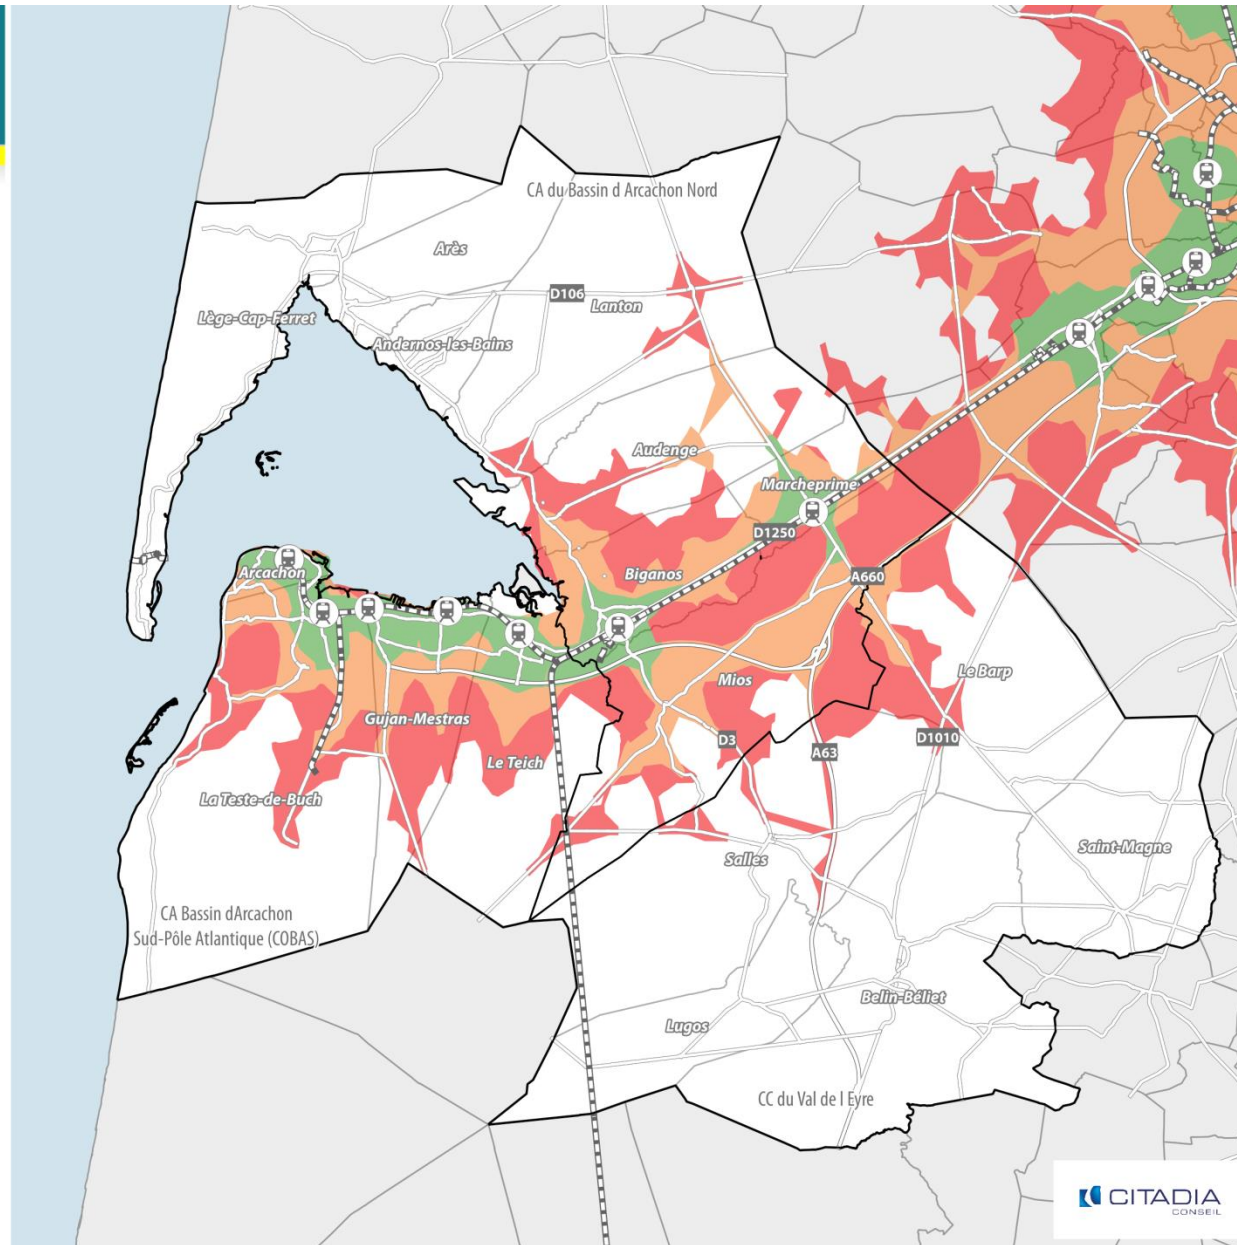 CA du Bassin d Arcachon Nord
Arès
D106
Lanton
Lège-Cap-Ferret
Andernos-les-Bains
Audenge
Marcheprime
D1250
Biganos
A660
Arcachon
Le Barp
Mios
Gujan-Mestras
D3
A63
D1010
Le Teich
La Teste-de-Buch
Saint-Magne
Salles
CA Bassin dArcachon
Sud-Pôle Atlantique (COBAS)
Belin-Béliet
Lugos
CC du Val de l Eyre
CITADIA
CONSEIL